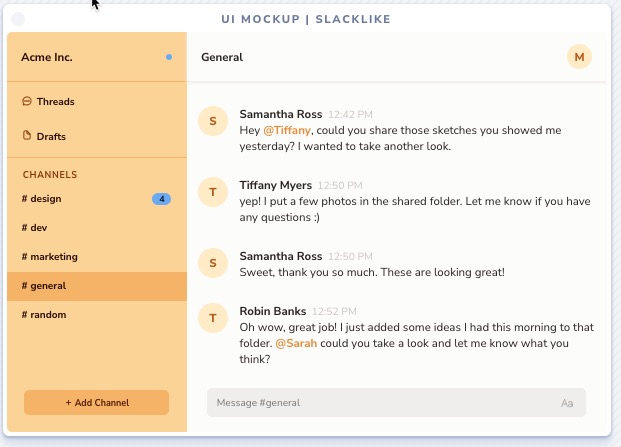 UI MOCKUP | SLACKLIKE
Acme Inc.
Threads
Drafts
CHANNELS
# design 4
# dev
# marketing
# general
# random
+ Add Channel
General
M
S
Samantha Ross 12:42 PM
Hey @Tiffany, could you share those sketches you showed me
yesterday? I wanted to take another look.
T
Tiffany Myers 12:50 PM
yep! I put a few photos in the shared folder. Let me know if you have
any questions :)
S
Samantha Ross 12:50 PM
Sweet, thank you so much. These are looking great!
T
Robin Banks 12:52 PM
Oh wow, great job! I just added some ideas I had this morning to that
folder. @Sarah could you take a look and let me know what you
think?
Message #general Aa